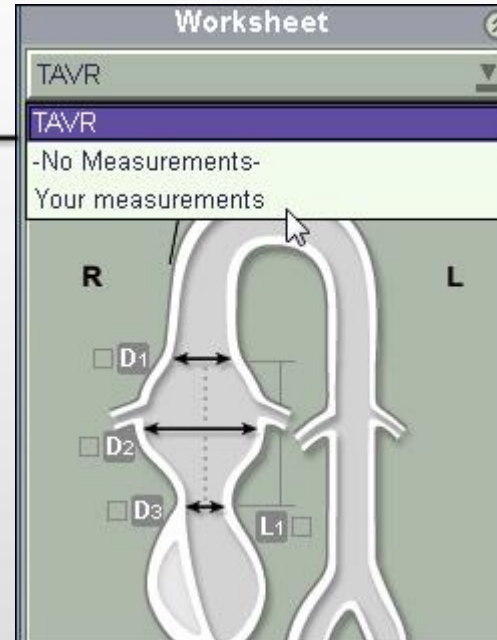 Worksheet
TAVR
TAVR
-No Measurements-
Your measurements
R L
D1
D2
D3
L1